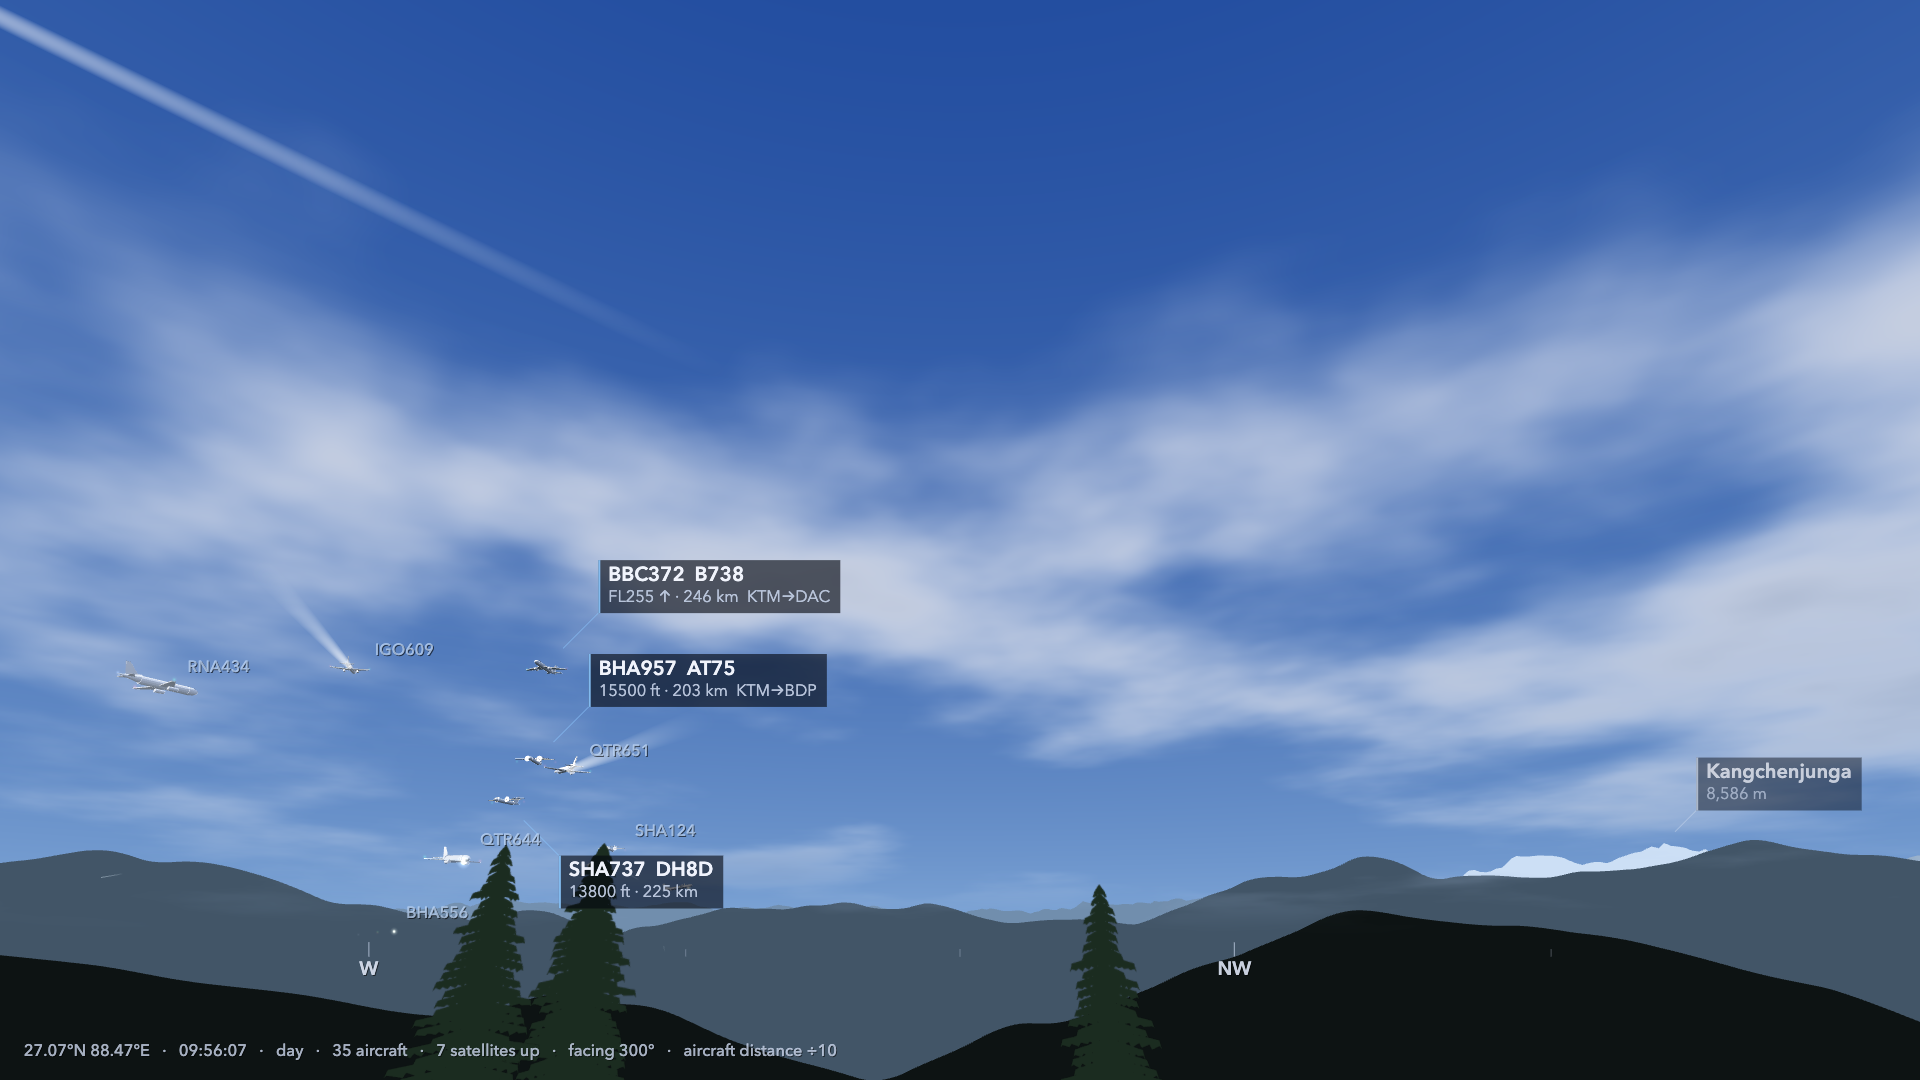 BBC372 B738
FL255 ↑ · 246 km KTM→DAC
IGO609
RNA434
BHA957 AT75
15500 ft · 203 km KTM→BDP
QTR651
Kangchenjunga
8,586 m
SHA124
QTR644
SHA737 DH8D
13800 ft · 225 km
BHA556
W
NW
27.07°N 88.47°E · 09:56:07 · day · 35 aircraft · 7 satellites up · facing 300° · aircraft distance ÷10